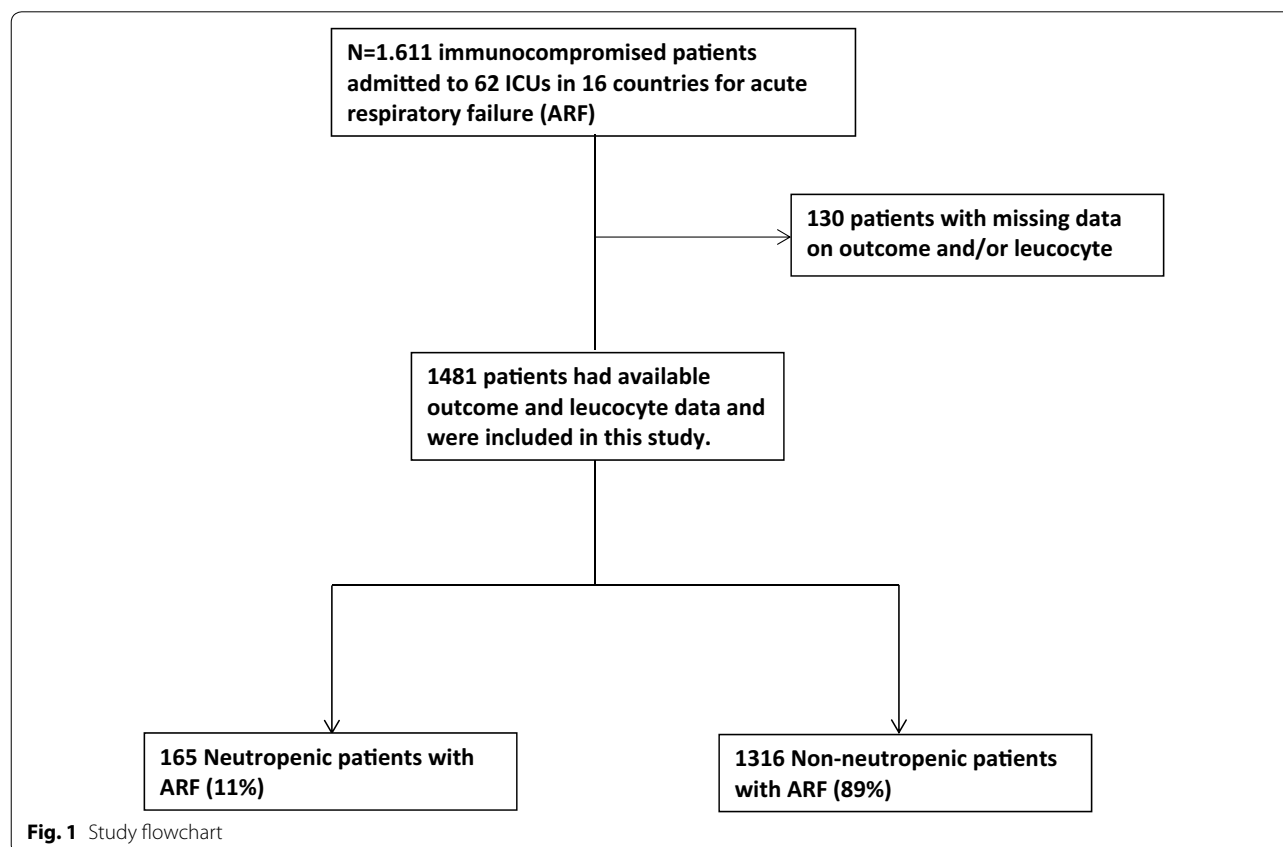 N=1.611 immunocompromised patients
admitted to 62 ICUs in 16 countries for acute
respiratory failure (ARF)
130 patients with missing data
on outcome and/or leucocyte
1481 patients had available
outcome and leucocyte data and
were included in this study.
165 Neutropenic patients with
ARF (11%)
1316 Non-neutropenic patients
with ARF (89%)
Fig. 1 Study flowchart